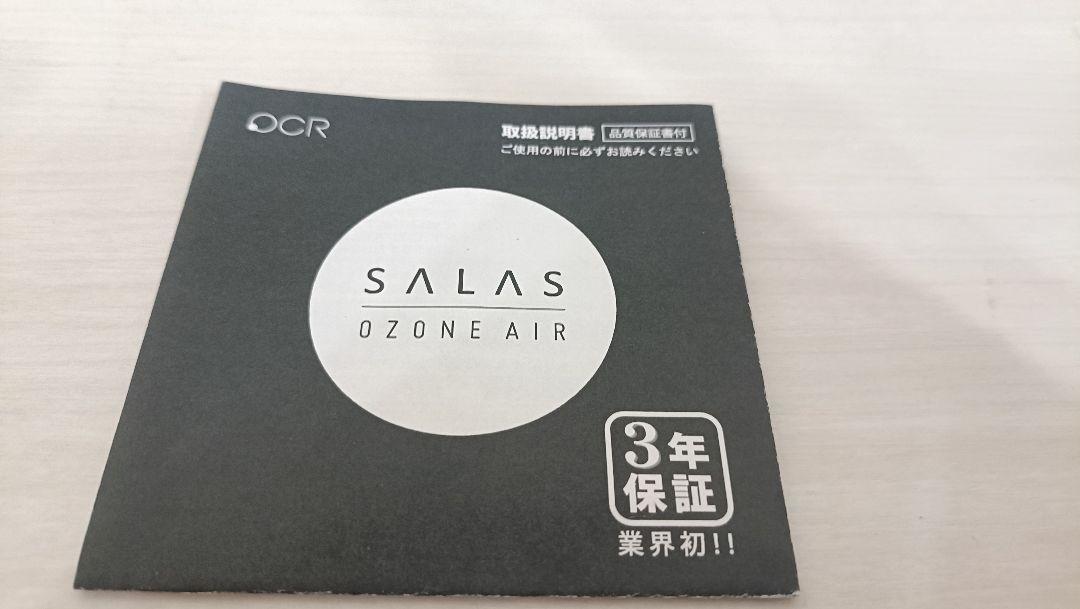 OCR
取扱説明書 品質保証書付
ご使用の前に必ずお読みください
SALAS
OZONE AIR
3年
保証
業界初!!